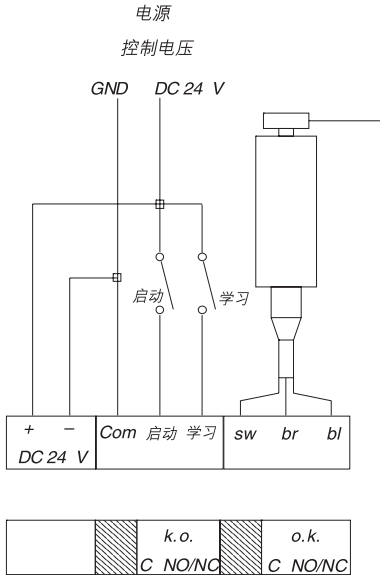 电源
控制电压
GND DC 24 V
启动 学习
+ − Com 启动 学习 sw br bl
DC 24 V
k.o. o.k.
C NO/NC C NO/NC